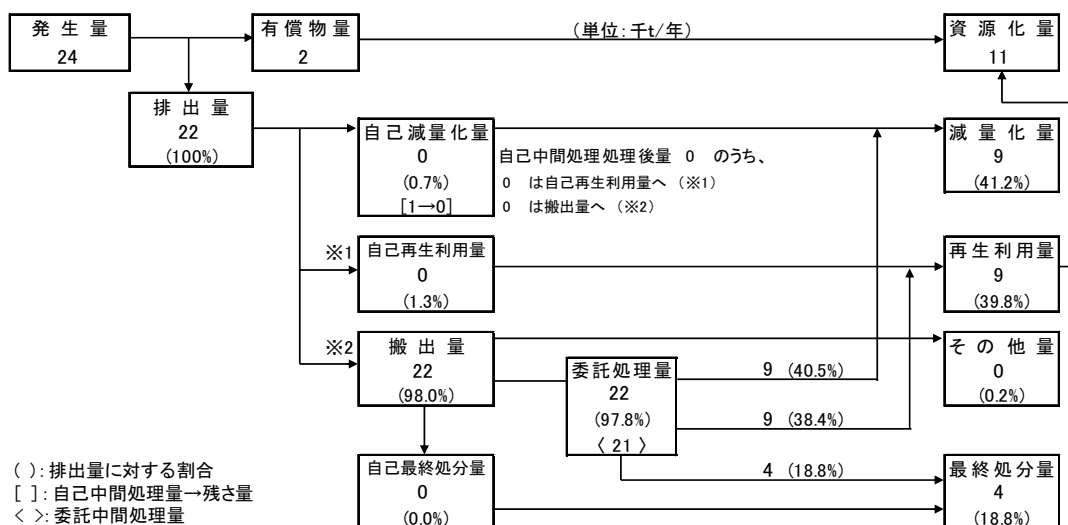 発生量
24
有償物量
2
(単位:千t/年)
資源化量
11
排出量
22
(100%)
自己減量化量
0
(0.7%)
[1→0]
自己中間処理処理後量 0 のうち、
0 は自己再生利用量へ (※1)
0 は搬出量へ (※2)
減量化量
9
(41.2%)
※1
自己再生利用量
0
(1.3%)
再生利用量
9
(39.8%)
※2
搬出量
22
(98.0%)
委託処理量
22
(97.8%)
〈 21 〉
9 (40.5%)
9 (38.4%)
4 (18.8%)
その他量
0
(0.2%)
自己最終処分量
0
(0.0%)
最終処分量
4
(18.8%)
( ):排出量に対する割合
[ ]:自己中間処理量→残さ量
< >:委託中間処理量